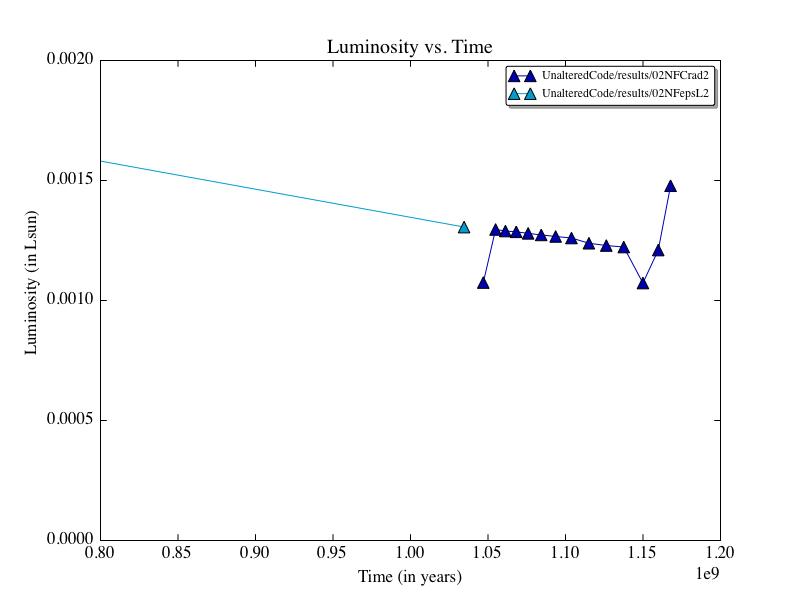 Luminosity vs. Time
0.0020
UnalteredCode/results/02NFCrad2
UnalteredCode/results/02NFepsL2
0.0015
Luminosity (in Lsun)
0.0010
0.0005
0.0000
0.80 0.85 0.90 0.95 1.00 1.05 1.10 1.15 1.20
Time (in years)
1e9